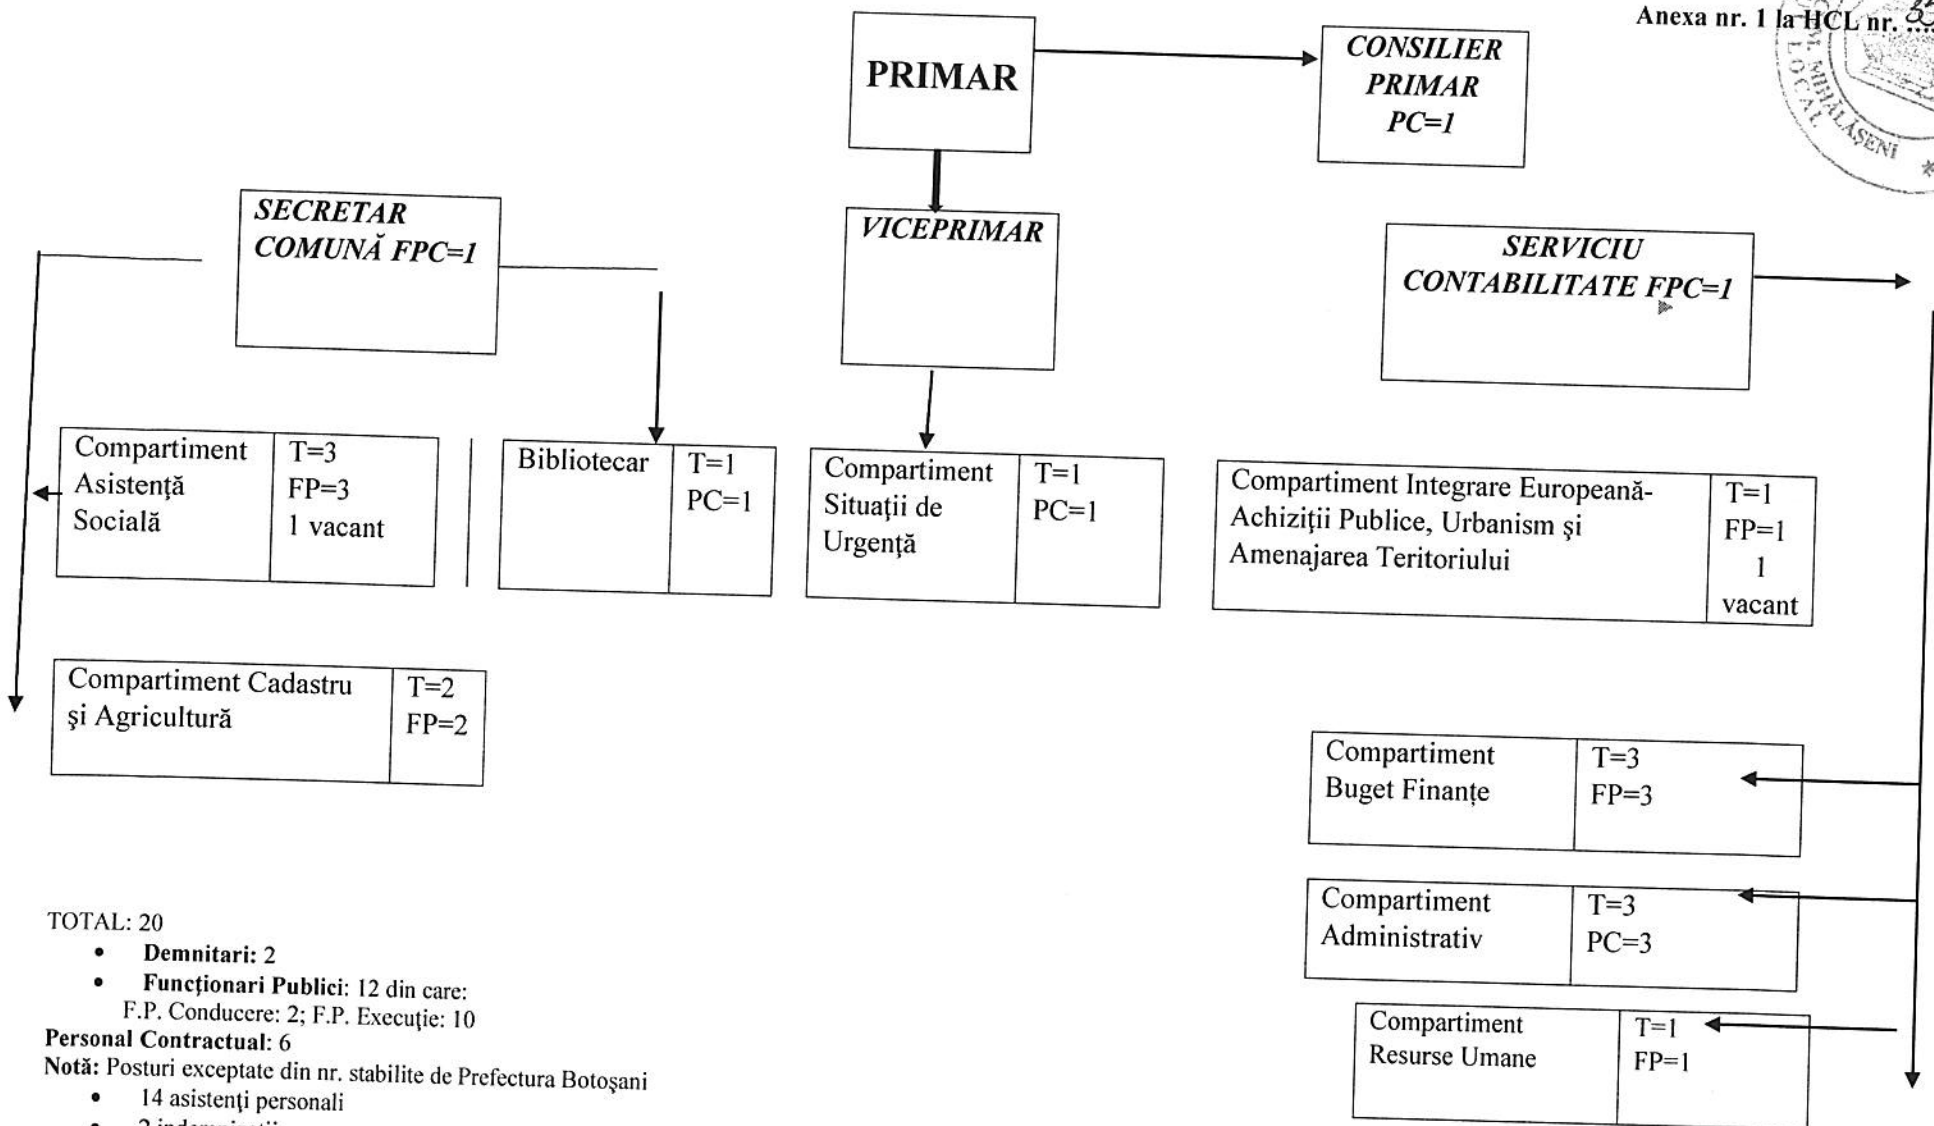 Anexa nr. 1 la HCL nr.
PRIMAR
CONSILIER
PRIMAR
PC=1
M. MIHĂLĂŞENI
LOCAL
SECRETAR
COMUNĂ FPC=1
VICEPRIMAR
SERVICIU
CONTABILITATE FPC=1
Compartiment
Asistenţă
Socială
T=3
FP=3
1 vacant
Bibliotecar
T=1
PC=1
Compartiment
Situaţii de
Urgenţă
T=1
PC=1
Compartiment Integrare Europeană-
Achiziţii Publice, Urbanism şi
Amenajarea Teritoriului
T=1
FP=1
1
vacant
Compartiment Cadastru
şi Agricultură
T=2
FP=2
Compartiment
Buget Finanțe
T=3
FP=3
Compartiment
Administrativ
T=3
PC=3
Compartiment
Resurse Umane
T=1
FP=1
TOTAL: 20
• Demnitari: 2
• Funcţionari Publici: 12 din care:
F.P. Conducere: 2; F.P. Execuţie: 10
Personal Contractual: 6
Notă: Posturi exceptate din nr. stabilite de Prefectura Botoşani
• 14 asistenţi personali